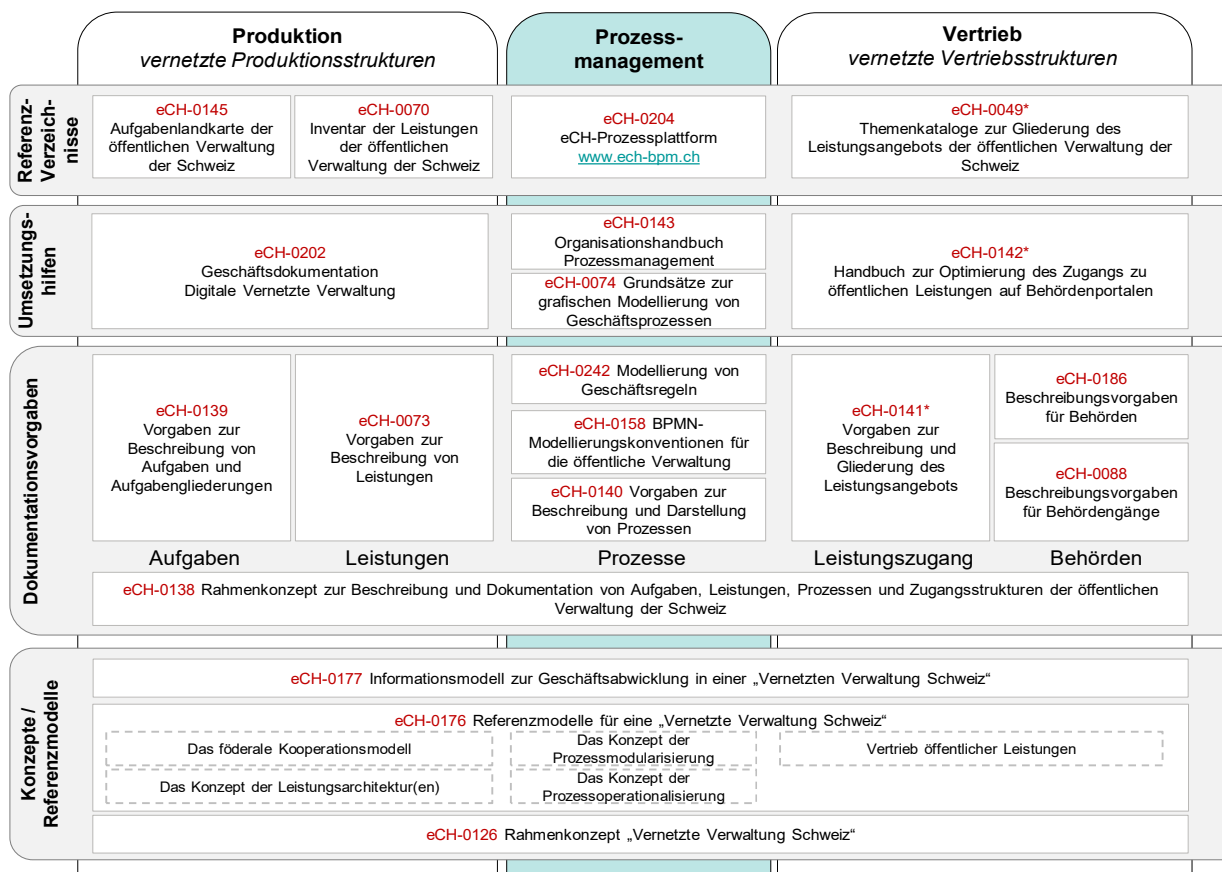 Produktion
vernetzte Produktionsstrukturen
Prozess-
management
Vertrieb
vernetzte Vertriebsstrukturen
Referenz-
Verzeich-
nisse
eCH-0145
Aufgabenlandkarte der
öffentlichen Verwaltung
der Schweiz
eCH-0070
Inventar der Leistungen
der öffentlichen
Verwaltung der Schweiz
eCH-0204
eCH-Prozessplattform
www.ech-bpm.ch
eCH-0049*
Themenkataloge zur Gliederung des
Leistungsangebots der öffentlichen Verwaltung der
Schweiz
Umsetzungs-
hilfen
eCH-0202
Geschäftsdokumentation
Digitale Vernetzte Verwaltung
eCH-0143
Organisationshandbuch
Prozessmanagement
eCH-0074 Grundsätze zur
grafischen Modellierung von
Geschäftsprozessen
eCH-0142*
Handbuch zur Optimierung des Zugangs zu
öffentlichen Leistungen auf Behördenportalen
Dokumentationsvorgaben
eCH-0139
Vorgaben zur
Beschreibung von
Aufgaben und
Aufgabengliederungen
eCH-0073
Vorgaben zur
Beschreibung von
Leistungen
eCH-0242 Modellierung von
Geschäftsregeln
eCH-0158 BPMN-
Modellierungskonventionen für
die öffentliche Verwaltung
eCH-0140 Vorgaben zur
Beschreibung und Darstellung
von Prozessen
eCH-0141*
Vorgaben zur
Beschreibung und
Gliederung des
Leistungsangebots
eCH-0186
Beschreibungsvorgaben
für Behörden
eCH-0088
Beschreibungsvorgaben
für Behördengänge
Aufgaben
Leistungen
Prozesse
Leistungszugang
Behörden
eCH-0138 Rahmenkonzept zur Beschreibung und Dokumentation von Aufgaben, Leistungen, Prozessen und Zugangsstrukturen der öffentlichen
Verwaltung der Schweiz
Konzepte /
Referenzmodelle
eCH-0177 Informationsmodell zur Geschäftsabwicklung in einer „Vernetzten Verwaltung Schweiz“
eCH-0176 Referenzmodelle für eine „Vernetzte Verwaltung Schweiz“
Das föderale Kooperationsmodell
Das Konzept der
Prozessmodularisierung
Vertrieb öffentlicher Leistungen
Das Konzept der Leistungsarchitektur(en)
Das Konzept der
Prozessoperationalisierung
eCH-0126 Rahmenkonzept „Vernetzte Verwaltung Schweiz“